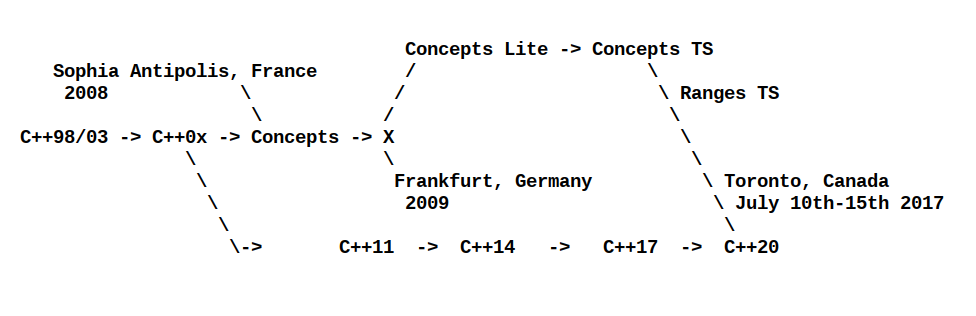 Concepts Lite -> Concepts TS
   Sophia Antipolis, France        /                     \
    2008            \             /                       \ Ranges TS
                     \           /                         \
C++98/03 -> C++0x -> Concepts -> X                          \
               \                 \                           \
                \                 Frankfurt, Germany          \ Toronto, Canada
                 \                 2009                        \ July 10th-15th 2017
                  \                                             \
                   \->       C++11  ->  C++14   ->   C++17  ->  C++20